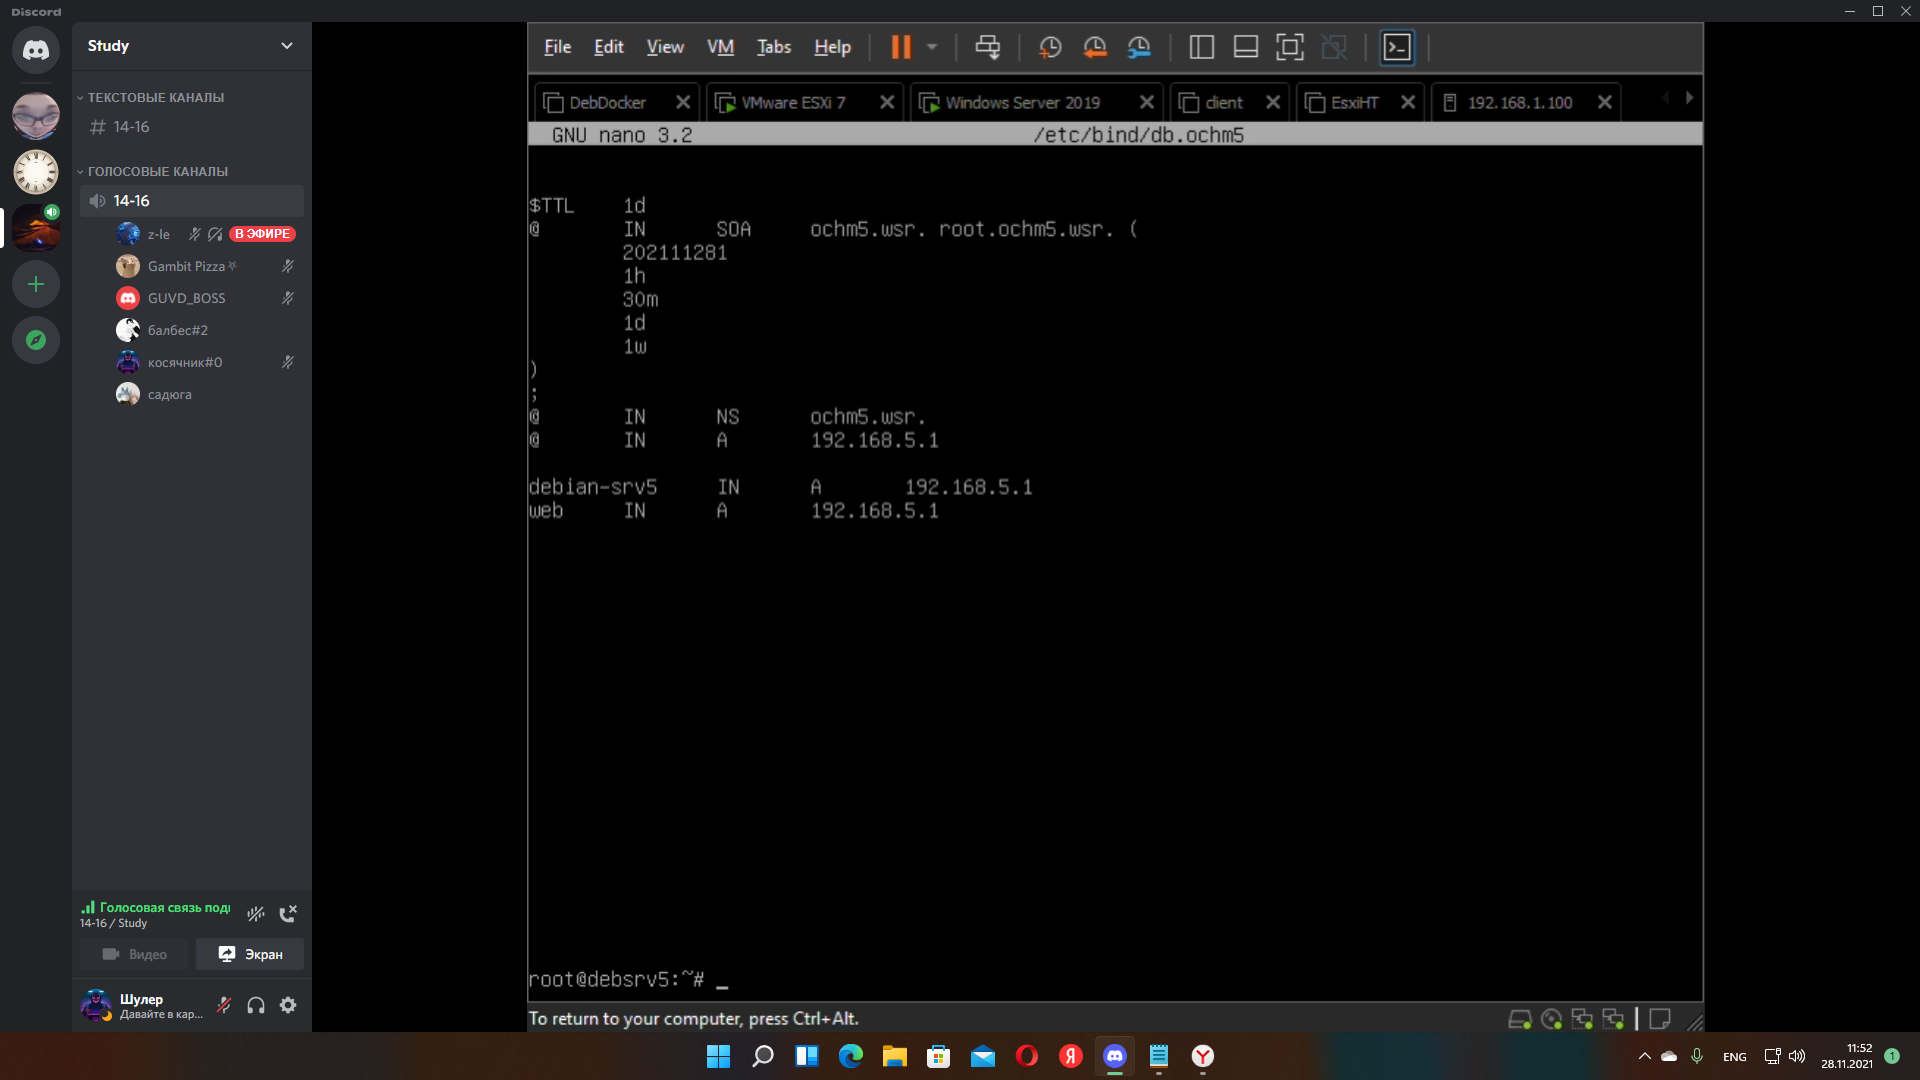 Discord
Study
ТЕКСТОВЫЕ КАНАЛЫ
14-16
ГОЛОСОВЫЕ КАНАЛЫ
14-16
z-le В ЭФИРЕ
Gambit Pizza
GUVD_BOSS
балбес#2
косячник#0
садюга
Голосовая связь подк
14-16 / Study
Видео Экран
Шулер
Давайте в кар...
File Edit View VM Tabs Help
DebDocker VMware ESXi 7 Windows Server 2019 client EsxiHT 192.168.1.100
GNU nano 3.2 /etc/bind/db.ochm5
$TTL 1d
@ IN SOA ochm5.wsr. root.ochm5.wsr. (
202111281
1h
30m
1d
1w
)
;
@ IN NS ochm5.wsr.
@ IN A 192.168.5.1
debian-srv5 IN A 192.168.5.1
web IN A 192.168.5.1
root@debsrv5:~# _
To return to your computer, press Ctrl+Alt.
ENG
11:52
28.11.2021
1